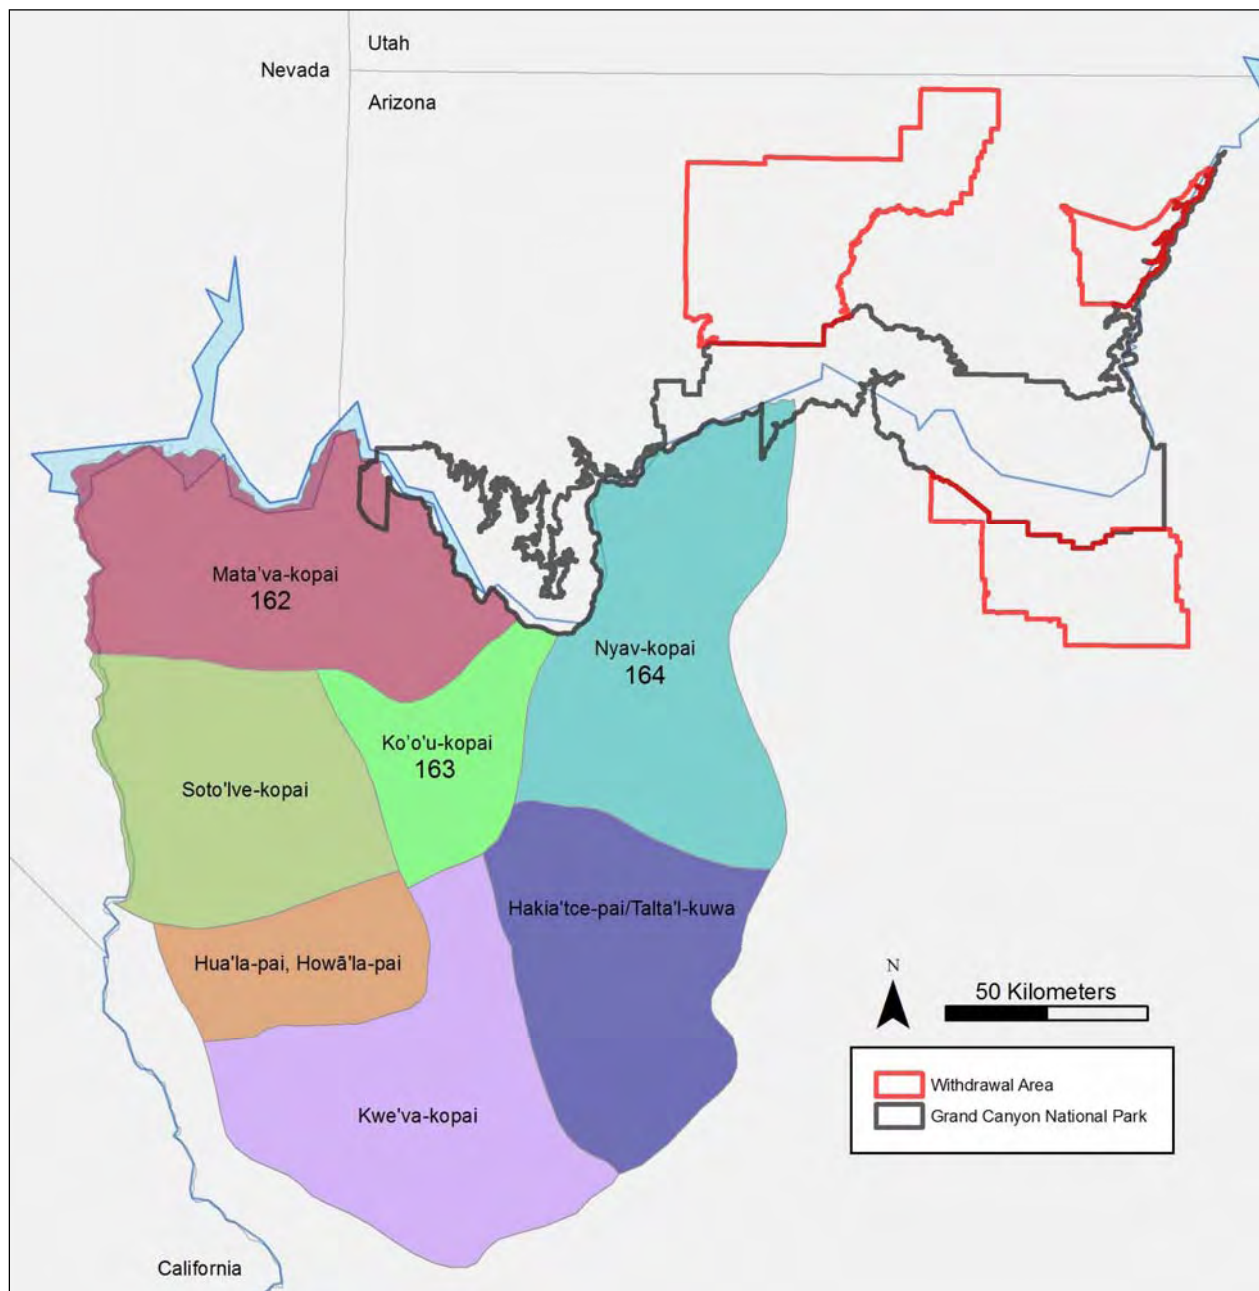 Utah
Nevada
Arizona
Mata'va-kopai
162
Nyav-kopai
164
Ko'o'u-kopai
163
Soto'lve-kopai
Hakia'tce-pai/Talta'l-kuwa
Hua'la-pai, Howā'la-pai
N
50 Kilometers
Withdrawal Area
Grand Canyon National Park
Kwe'va-kopai
California